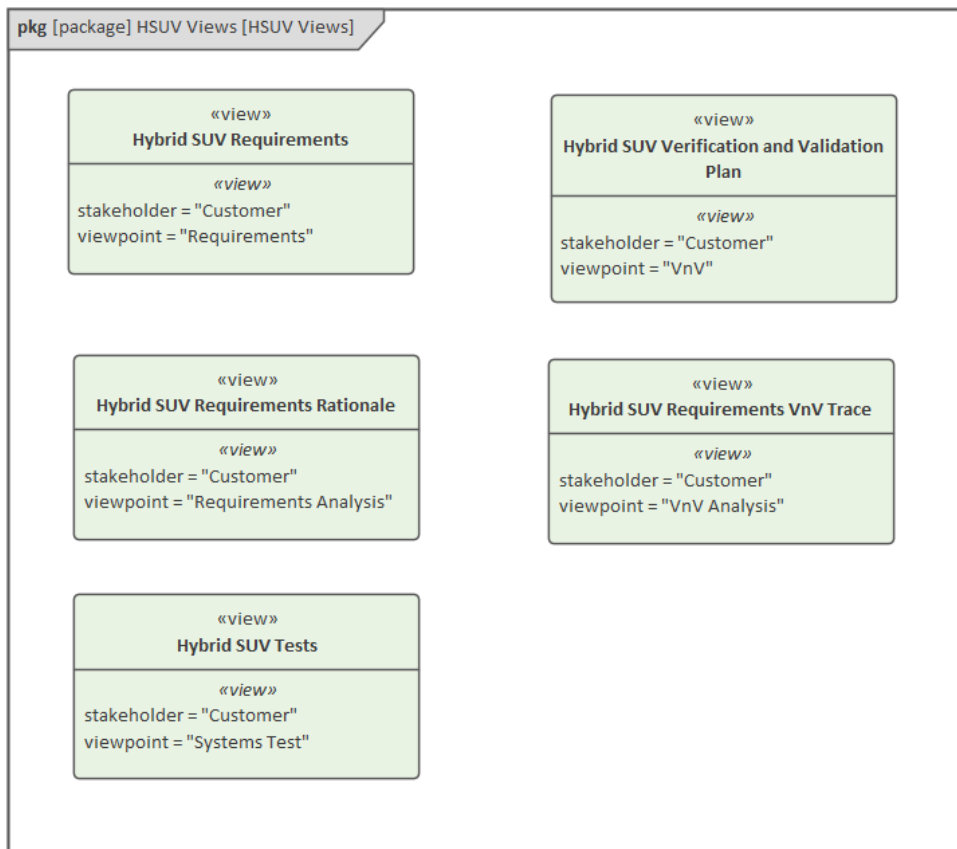 pkg [package] HSUV Views [HSUV Views]
«view»
Hybrid SUV Requirements
«view»
stakeholder = "Customer"
viewpoint = "Requirements"
«view»
Hybrid SUV Verification and Validation
Plan
«view»
stakeholder = "Customer"
viewpoint = "VnV"
«view»
Hybrid SUV Requirements Rationale
«view»
stakeholder = "Customer"
viewpoint = "Requirements Analysis"
«view»
Hybrid SUV Requirements VnV Trace
«view»
stakeholder = "Customer"
viewpoint = "VnV Analysis"
«view»
Hybrid SUV Tests
«view»
stakeholder = "Customer"
viewpoint = "Systems Test"